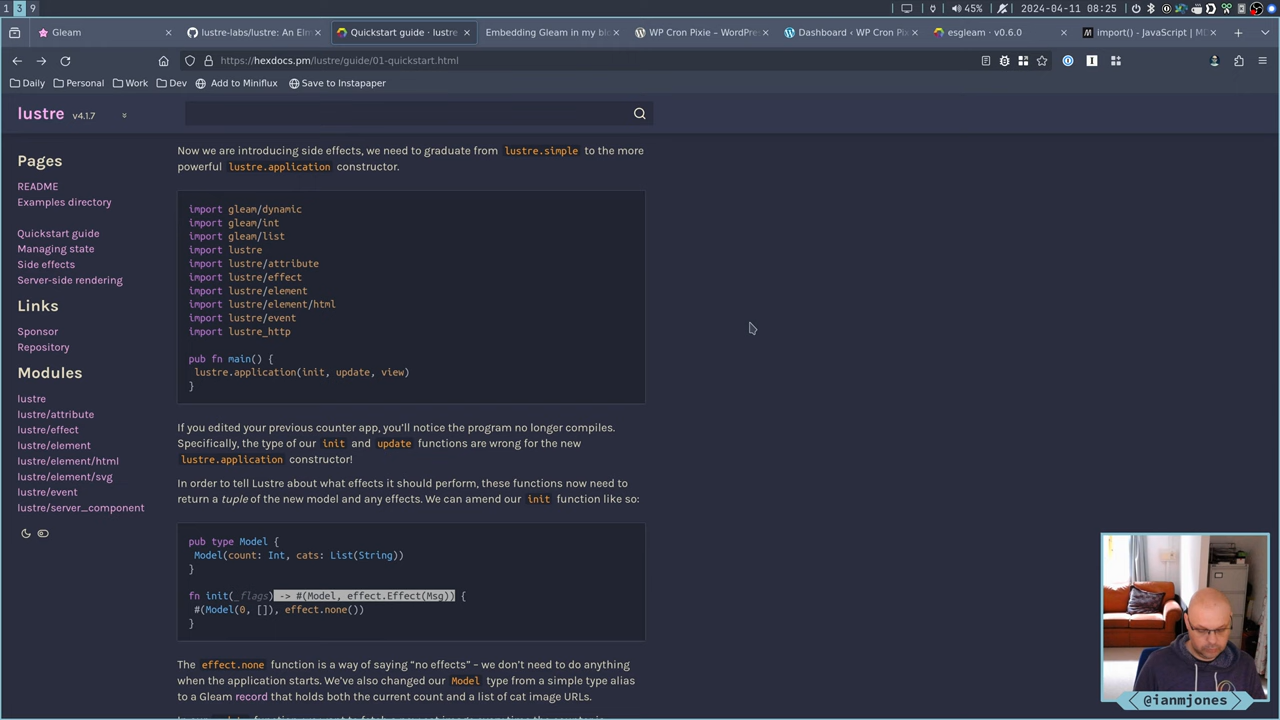 1 2 3 9
45%
2024-04-11 08:25
Gleam
lustre-labs/lustre: An Elm
Quickstart guide · lustre
Embedding Gleam in my blo
WP Cron Pixie – WordPre
Dashboard ‹ WP Cron Pixie
esgleam · v0.6.0
import() - JavaScript | MD
https://hexdocs.pm/lustre/guide/01-quickstart.html
Daily
Personal
Work
Dev
Add to Miniflux
Save to Instapaper
lustre v4.1.7
Pages
README
Examples directory
Quickstart guide
Managing state
Side effects
Server-side rendering
Links
Sponsor
Repository
Modules
lustre
lustre/attribute
lustre/effect
lustre/element
lustre/element/html
lustre/element/svg
lustre/event
lustre/server_component
Now we are introducing side effects, we need to graduate from lustre.simple to the more
powerful lustre.application constructor.
import gleam/dynamic
import gleam/int
import gleam/list
import lustre
import lustre/attribute
import lustre/effect
import lustre/element
import lustre/element/html
import lustre/event
import lustre_http
pub fn main() {
lustre.application(init, update, view)
}
If you edited your previous counter app, you’ll notice the program no longer compiles.
Specifically, the type of our init and update functions are wrong for the new
lustre.application constructor!
In order to tell Lustre about what effects it should perform, these functions now need to
return a tuple of the new model and any effects. We can amend our init function like so:
pub type Model {
Model(count: Int, cats: List(String))
}
fn init(_flags) -> #(Model, effect.Effect(Msg)) {
#(Model(0, []), effect.none())
}
The effect.none function is a way of saying “no effects” – we don’t need to do anything
when the application starts. We’ve also changed our Model type from a simple type alias
to a Gleam record that holds both the current count and a list of cat image URLs.
@ianmjones